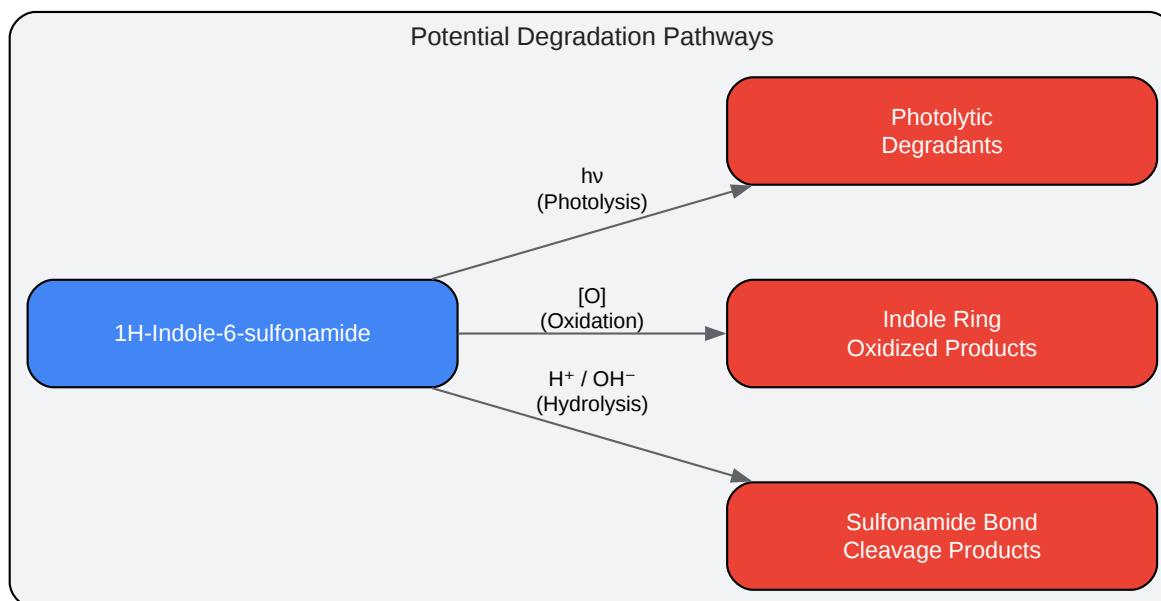 Potential Degradation Pathways
Photolytic
Degradants
hν
(Photolysis)
1H-Indole-6-sulfonamide
[O]
(Oxidation)
Indole Ring
Oxidized Products
H⁺ / OH⁻
(Hydrolysis)
Sulfonamide Bond
Cleavage Products